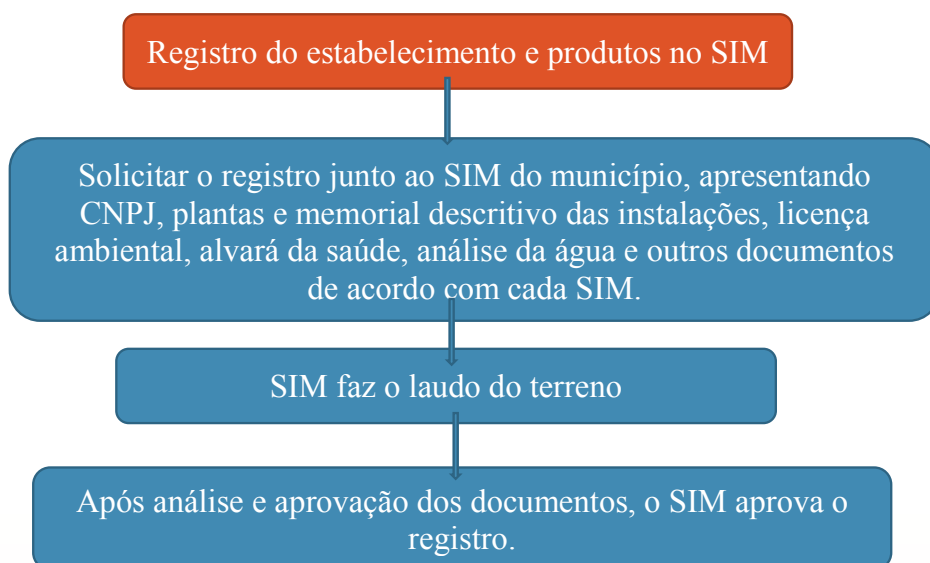 Registro do estabelecimento e produtos no SIM
Solicitar o registro junto ao SIM do município, apresentando
CNPJ, plantas e memorial descritivo das instalações, licença
ambiental, alvará da saúde, análise da água e outros documentos
de acordo com cada SIM.
SIM faz o laudo do terreno
Após análise e aprovação dos documentos, o SIM aprova o
registro.